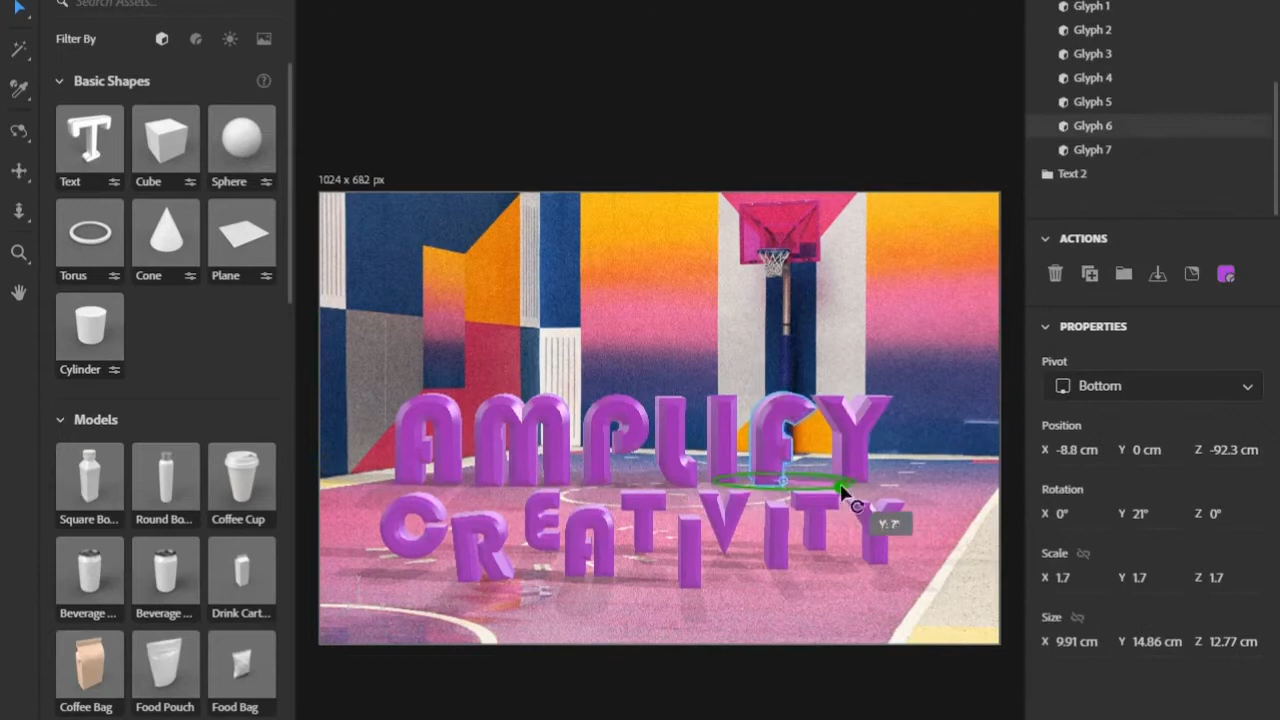 Search Assets...
Filter By
Basic Shapes
Text
Cube
Sphere
Torus
Cone
Plane
Cylinder
Models
Square Bo...
Round Bo...
Coffee Cup
Beverage ...
Beverage ...
Drink Cart...
Coffee Bag
Food Pouch
Food Bag
1024 x 682 px
AMPLIFY
CREATIVITY
Y: 7°
Glyph 1
Glyph 2
Glyph 3
Glyph 4
Glyph 5
Glyph 6
Glyph 7
Text 2
ACTIONS
PROPERTIES
Pivot
Bottom
Position
X -8.8 cm Y 0 cm Z -92.3 cm
Rotation
X 0° Y 21° Z 0°
Scale
X 1.7 Y 1.7 Z 1.7
Size
X 9.91 cm Y 14.86 cm Z 12.77 cm